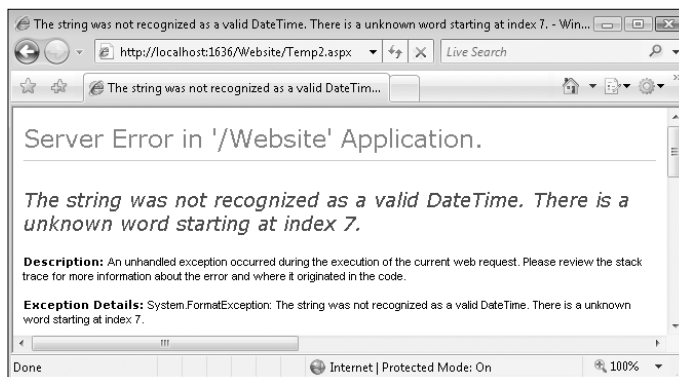 The string was not recognized as a valid DateTime. There is a unknown word starting at index 7. - Win...
http://localhost:1636/Website/Temp2.aspx
Live Search
The string was not recognized as a valid DateTim...
Server Error in '/Website' Application.
The string was not recognized as a valid DateTime. There is a
unknown word starting at index 7.
Description: An unhandled exception occurred during the execution of the current web request. Please review the stack
trace for more information about the error and where it originated in the code.
Exception Details: System.FormatException: The string was not recognized as a valid DateTime. There is a unknown
word starting at index 7.
Done
Internet | Protected Mode: On
100%